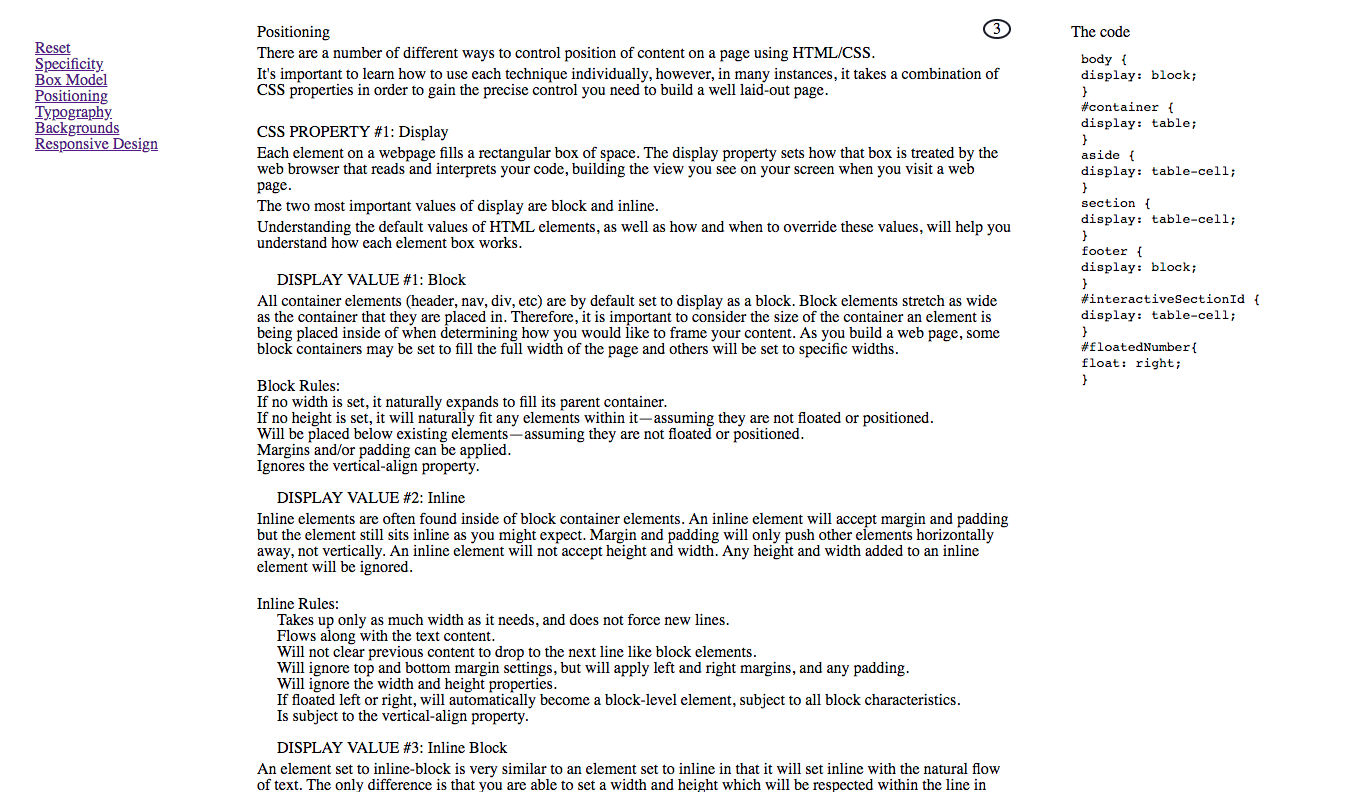 Reset
Specificity
Box Model
Positioning
Typography
Backgrounds
Responsive Design
Positioning
3
There are a number of different ways to control position of content on a page using HTML/CSS.
It's important to learn how to use each technique individually, however, in many instances, it takes a combination of
CSS properties in order to gain the precise control you need to build a well laid-out page.
CSS PROPERTY #1: Display
Each element on a webpage fills a rectangular box of space. The display property sets how that box is treated by the
web browser that reads and interprets your code, building the view you see on your screen when you visit a web
page.
The two most important values of display are block and inline.
Understanding the default values of HTML elements, as well as how and when to override these values, will help you
understand how each element box works.
DISPLAY VALUE #1: Block
All container elements (header, nav, div, etc) are by default set to display as a block. Block elements stretch as wide
as the container that they are placed in. Therefore, it is important to consider the size of the container an element is
being placed inside of when determining how you would like to frame your content. As you build a web page, some
block containers may be set to fill the full width of the page and others will be set to specific widths.
Block Rules:
If no width is set, it naturally expands to fill its parent container.
If no height is set, it will naturally fit any elements within it—assuming they are not floated or positioned.
Will be placed below existing elements—assuming they are not floated or positioned.
Margins and/or padding can be applied.
Ignores the vertical-align property.
DISPLAY VALUE #2: Inline
Inline elements are often found inside of block container elements. An inline element will accept margin and padding
but the element still sits inline as you might expect. Margin and padding will only push other elements horizontally
away, not vertically. An inline element will not accept height and width. Any height and width added to an inline
element will be ignored.
Inline Rules:
Takes up only as much width as it needs, and does not force new lines.
Flows along with the text content.
Will not clear previous content to drop to the next line like block elements.
Will ignore top and bottom margin settings, but will apply left and right margins, and any padding.
Will ignore the width and height properties.
If floated left or right, will automatically become a block-level element, subject to all block characteristics.
Is subject to the vertical-align property.
DISPLAY VALUE #3: Inline Block
An element set to inline-block is very similar to an element set to inline in that it will set inline with the natural flow
of text. The only difference is that you are able to set a width and height which will be respected within the line in
The code
body {
display: block;
}
#container {
display: table;
}
aside {
display: table-cell;
}
section {
display: table-cell;
}
footer {
display: block;
}
#interactiveSectionId {
display: table-cell;
}
#floatedNumber{
float: right;
}